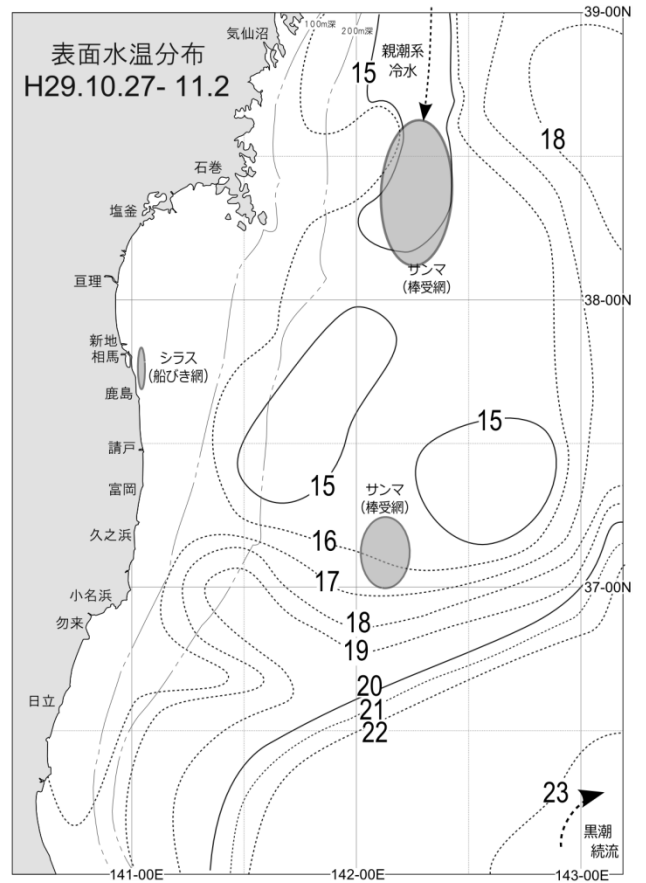 表面水温分布
H29.10.27- 11.2
39-00N
気仙沼
100m深
200m深
親潮系
冷水
15
18
石巻
塩釜
亘理
サンマ
(棒受網)
38-00N
新地
相馬
シラス
(船びき網)
鹿島
15
請戸
15
サンマ
(棒受網)
富岡
久之浜
16
17
37-00N
小名浜
勿来
18
19
日立
20
21
22
23
黒潮
続流
141-00E
142-00E
143-00E